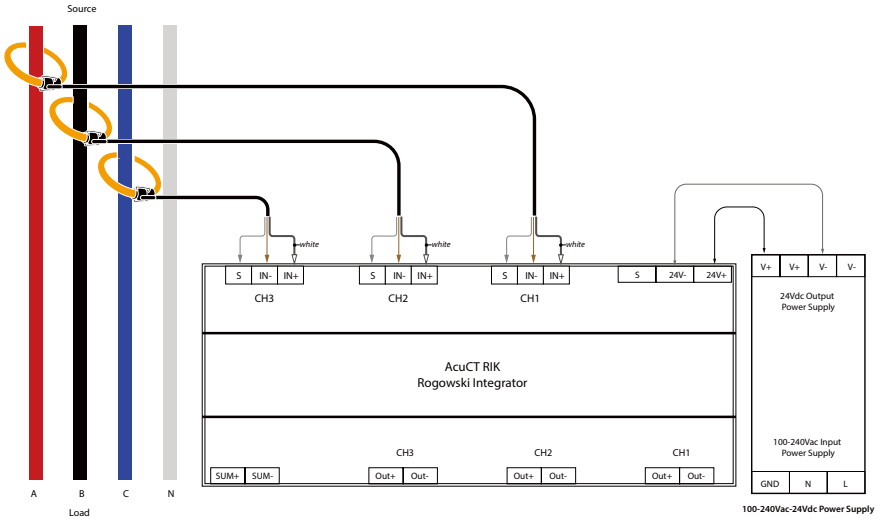 Source
white
white
white
S IN- IN+
S IN- IN+
S IN- IN+
S 24V- 24V+
V+ V+ V- V-
CH3
CH2
CH1
24Vdc Output
Power Supply
AcuCT RIK
Rogowski Integrator
100-240Vac Input
Power Supply
CH3
CH2
CH1
SUM+ SUM-
Out+ Out-
Out+ Out-
Out+ Out-
GND N L
A B C N
Load
100-240Vac-24Vdc Power Supply